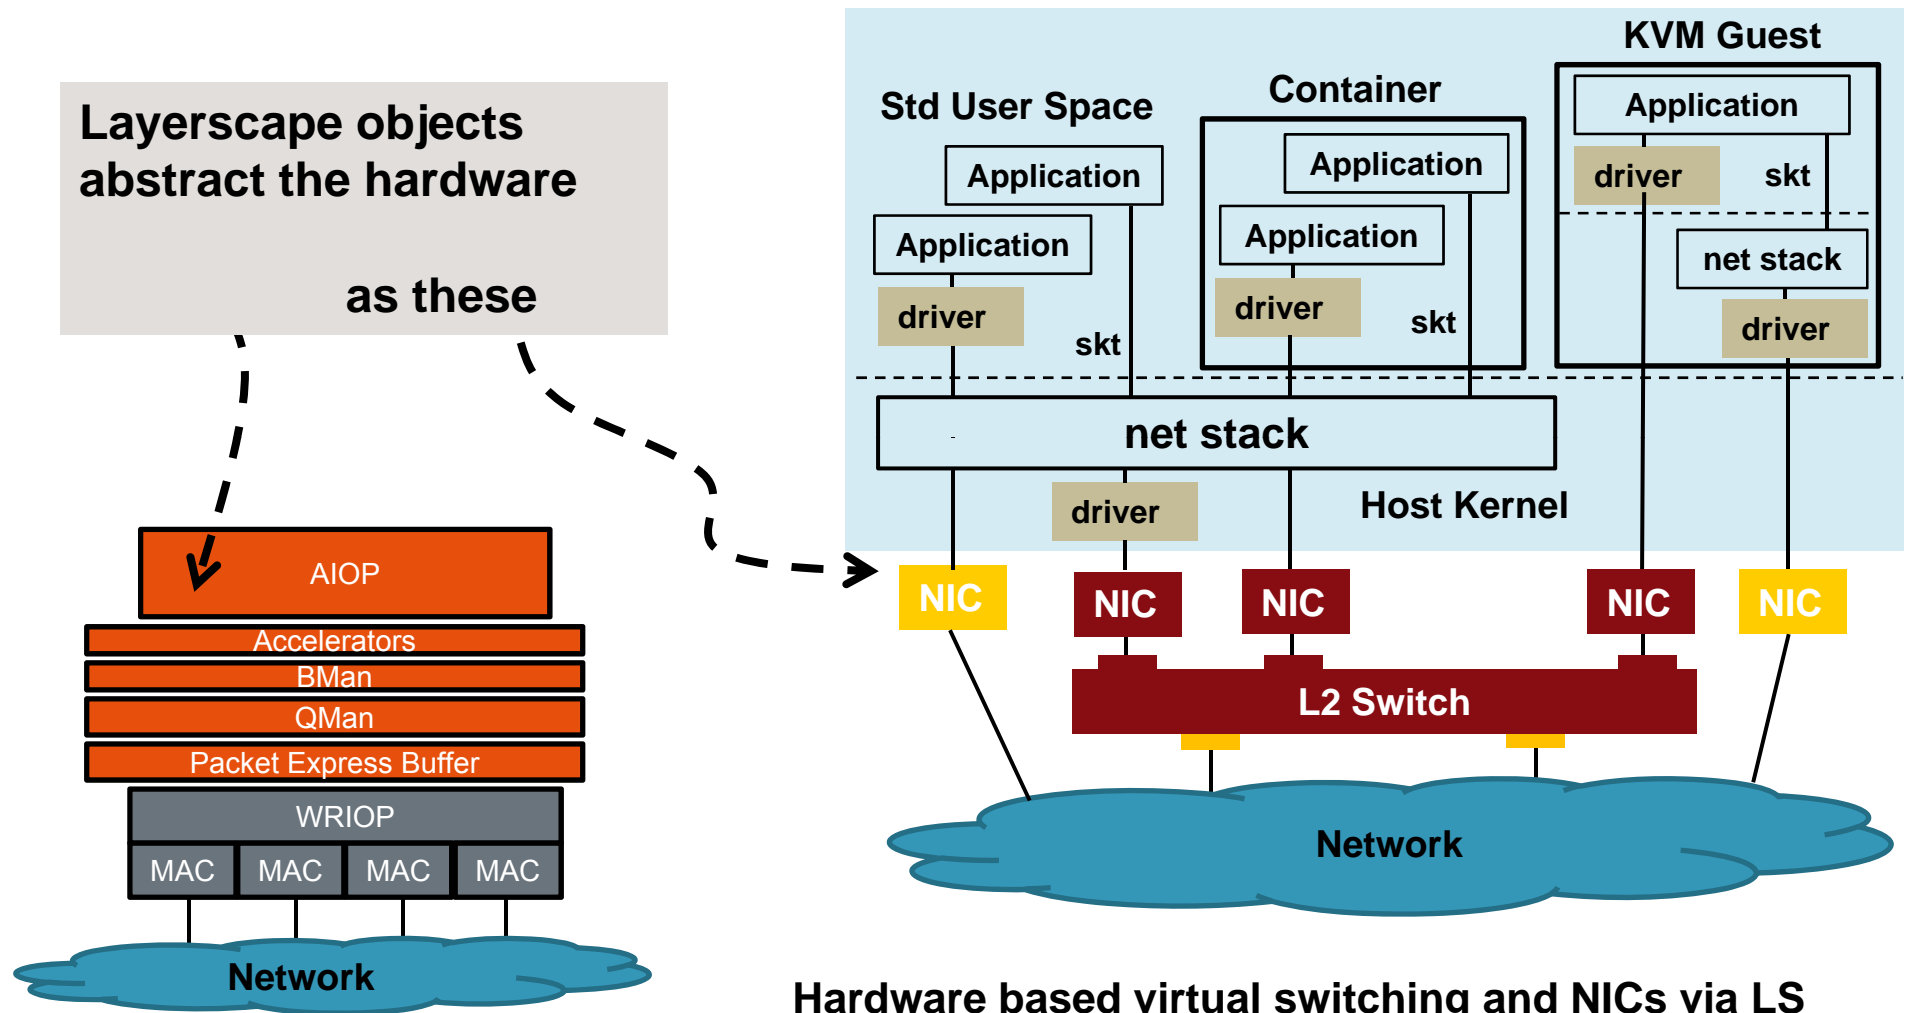 Layerscape objects
abstract the hardware
as these
AIOP
Accelerators
BMan
QMan
Packet Express Buffer
WRIOP
MAC MAC MAC MAC
Network
KVM Guest
Container
Std User Space
Application
Application
driver
skt
Application
Application
driver
skt
Application
driver
skt
net stack
driver
net stack
driver
Host Kernel
NIC NIC NIC NIC NIC
L2 Switch
Network
Hardware based virtual switching and NICs via LS